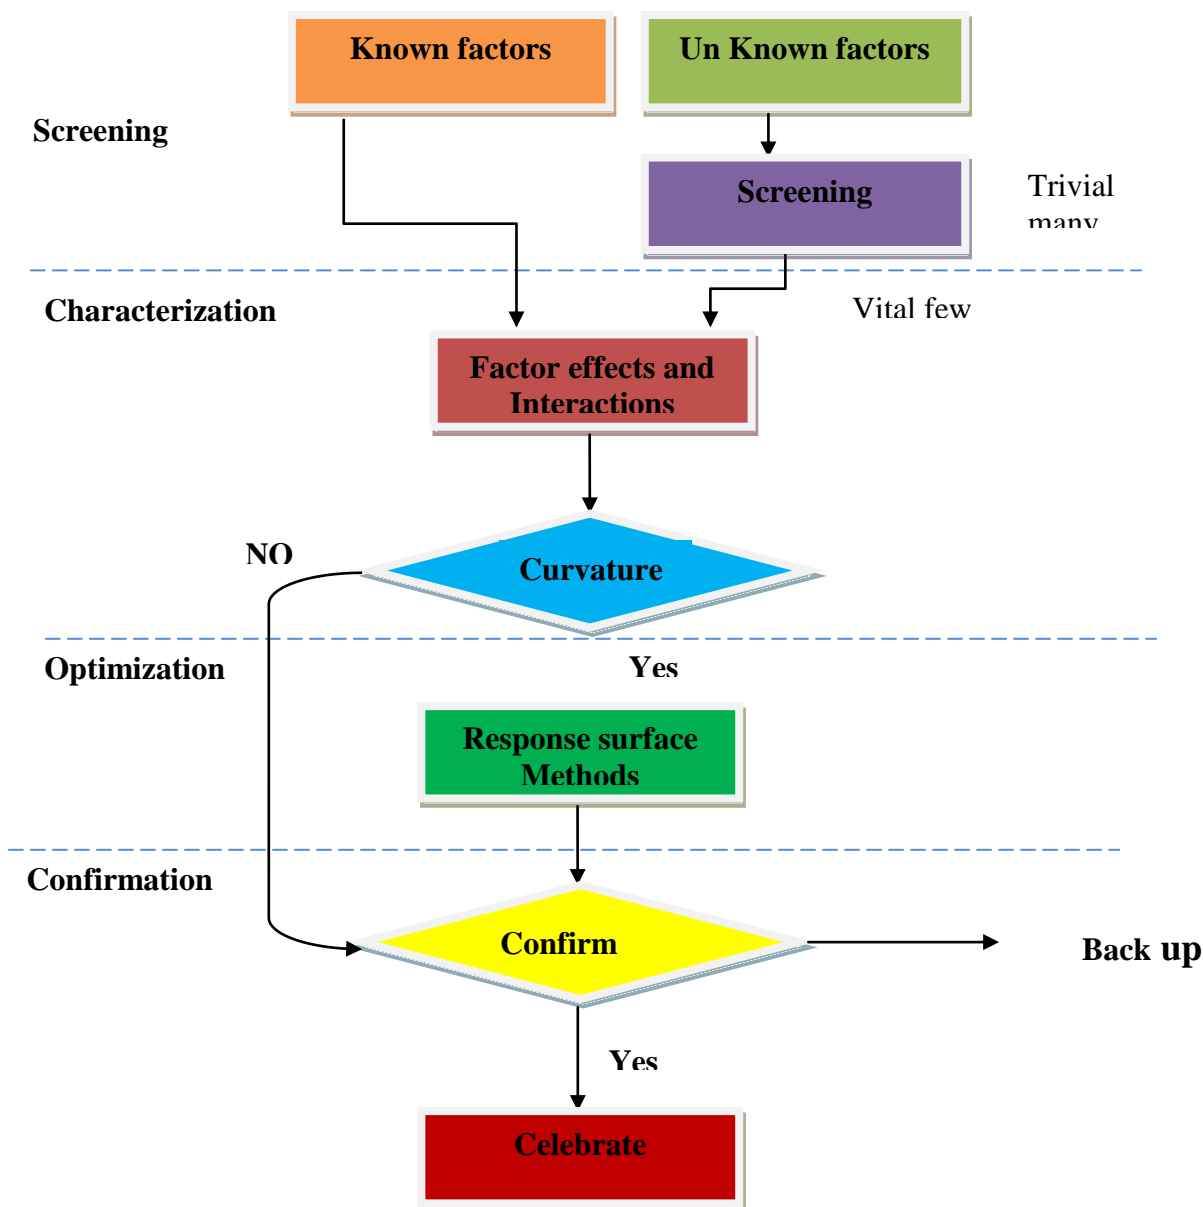 Known factors
Un Known factors
Screening
Screening
Trivial
many
Characterization
Vital few
Factor effects and
Interactions
NO
Curvature
Optimization
Yes
Response surface
Methods
Confirmation
Confirm
Back up
Yes
Celebrate